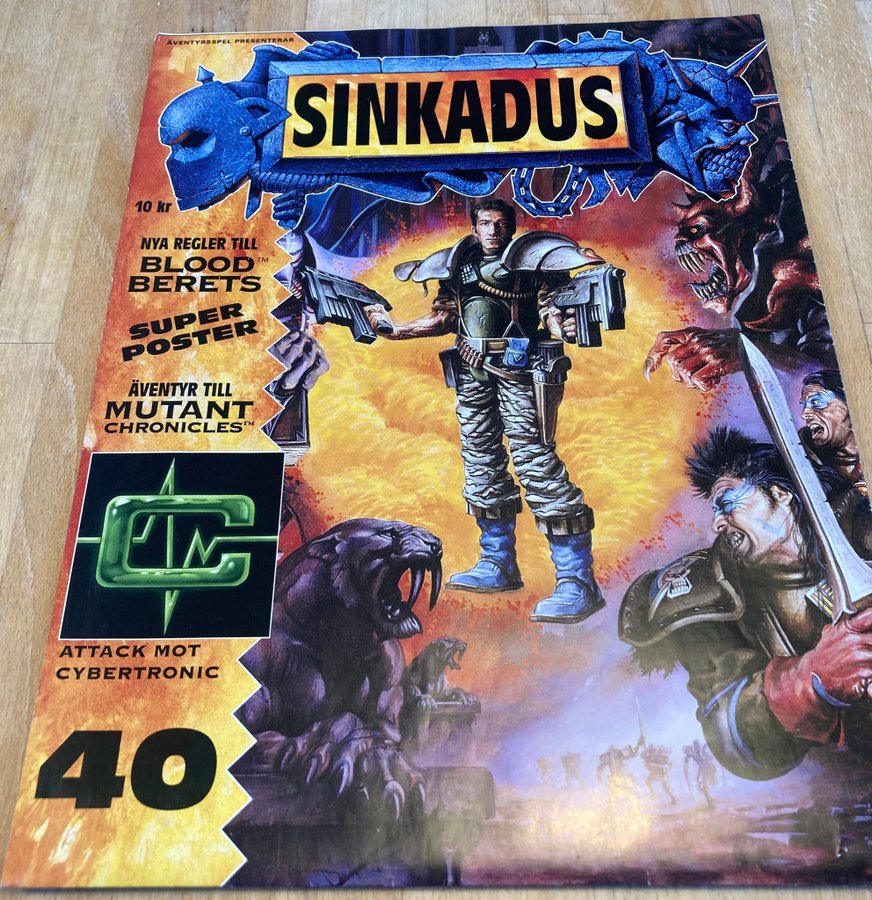 ÄVENTYRSSPEL PRESENTERAR
SINKADUS
10 kr
NYA REGLER TILL
BLOOD™
BERETS
SUPER
POSTER
ÄVENTYR TILL
MUTANT
CHRONICLES™
C
ATTACK MOT
CYBERTRONIC
40